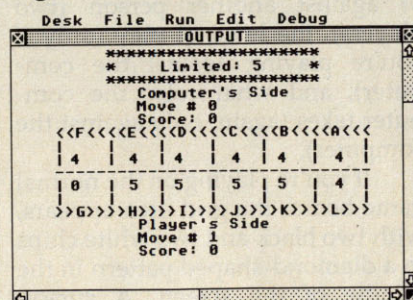 Desk File Run Edit Debug
OUTPUT
************************
* Limited: 5 *
************************
Computer's Side
Move # 0
Score: 0
<<F<<<<E<<<<D<<<<C<<<<B<<<<A<<<
| 4 | 4 | 4 | 4 | 4 | 4 |
| 0 | 5 | 5 | 5 | 5 | 4 |
>>G>>>>H>>>>I>>>>J>>>>K>>>>L>>>
Player's Side
Move # 1
Score: 0